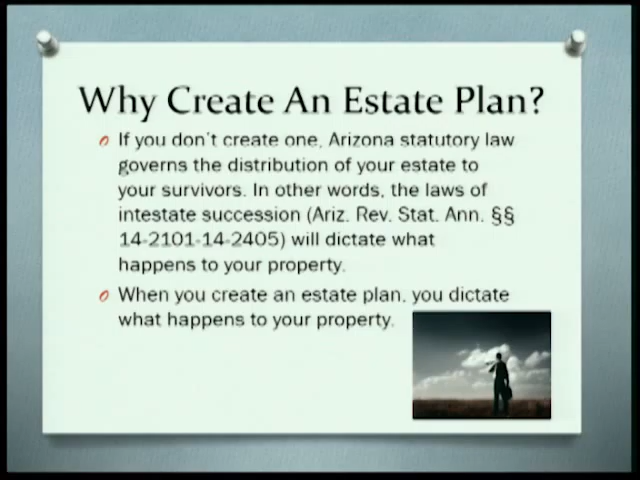 Why Create An Estate Plan?
If you don't create one, Arizona statutory law
governs the distribution of your estate to
your survivors. In other words, the laws of
intestate succession (Ariz. Rev. Stat. Ann. §§
14-2101-14-2405) will dictate what
happens to your property.
When you create an estate plan, you dictate
what happens to your property.